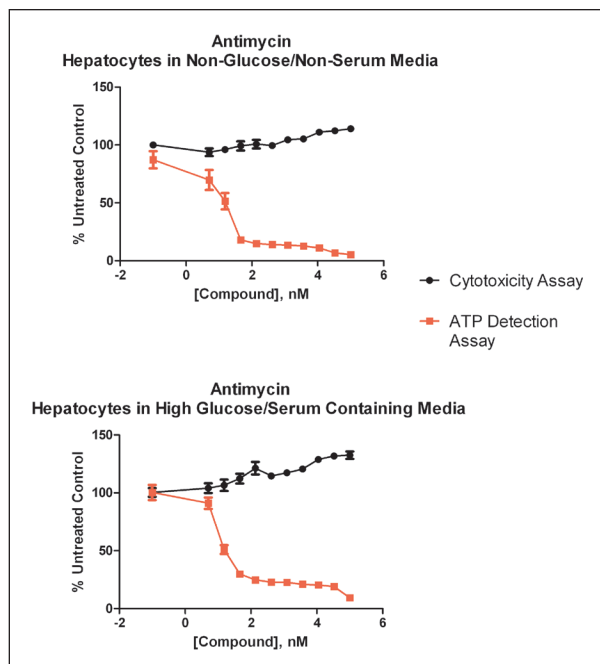 Antimycin
Hepatocytes in Non-Glucose/Non-Serum Media
150
100
50
0
% Untreated Control
-2
0
2
4
6
[Compound], nM
Cytotoxicity Assay
ATP Detection
Assay
Antimycin
Hepatocytes in High Glucose/Serum Containing Media
150
100
50
0
% Untreated Control
-2
0
2
4
6
[Compound], nM